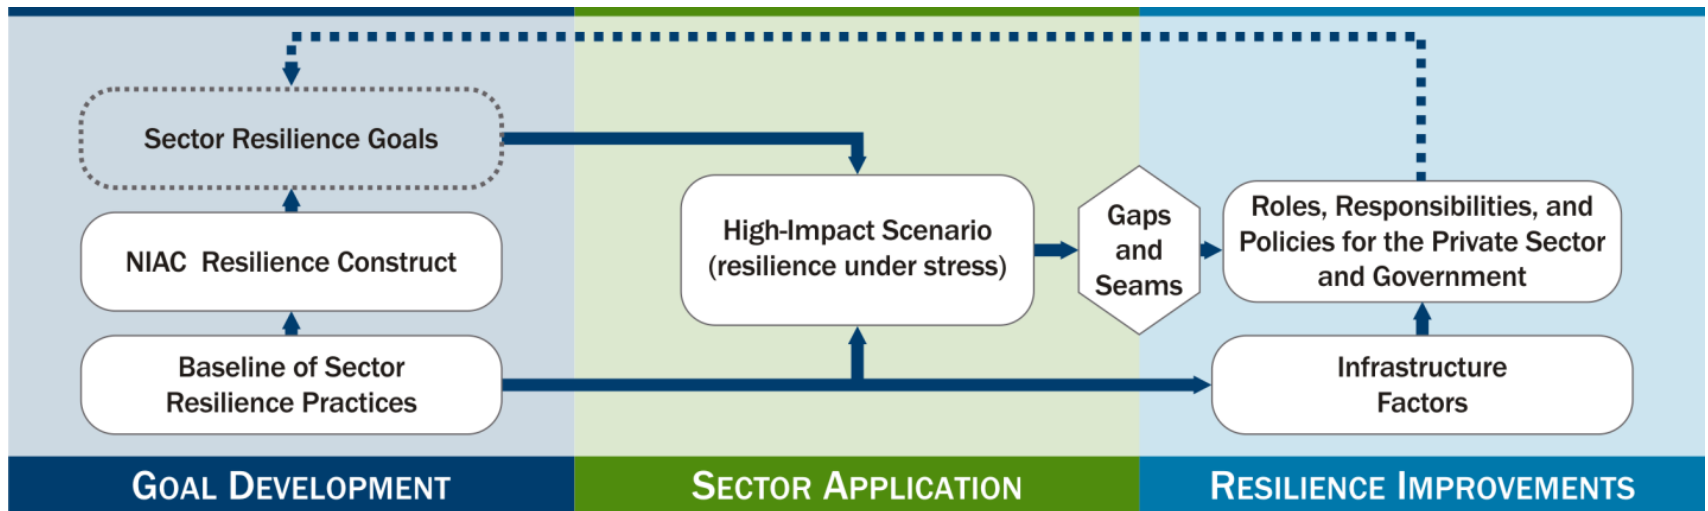 Sector Resilience Goals
NIAC Resilience Construct
Baseline of Sector
Resilience Practices
High-Impact Scenario
(resilience under stress)
Gaps
and
Seams
Roles, Responsibilities, and
Policies for the Private Sector
and Government
Infrastructure
Factors
GOAL DEVELOPMENT
SECTOR APPLICATION
RESILIENCE IMPROVEMENTS